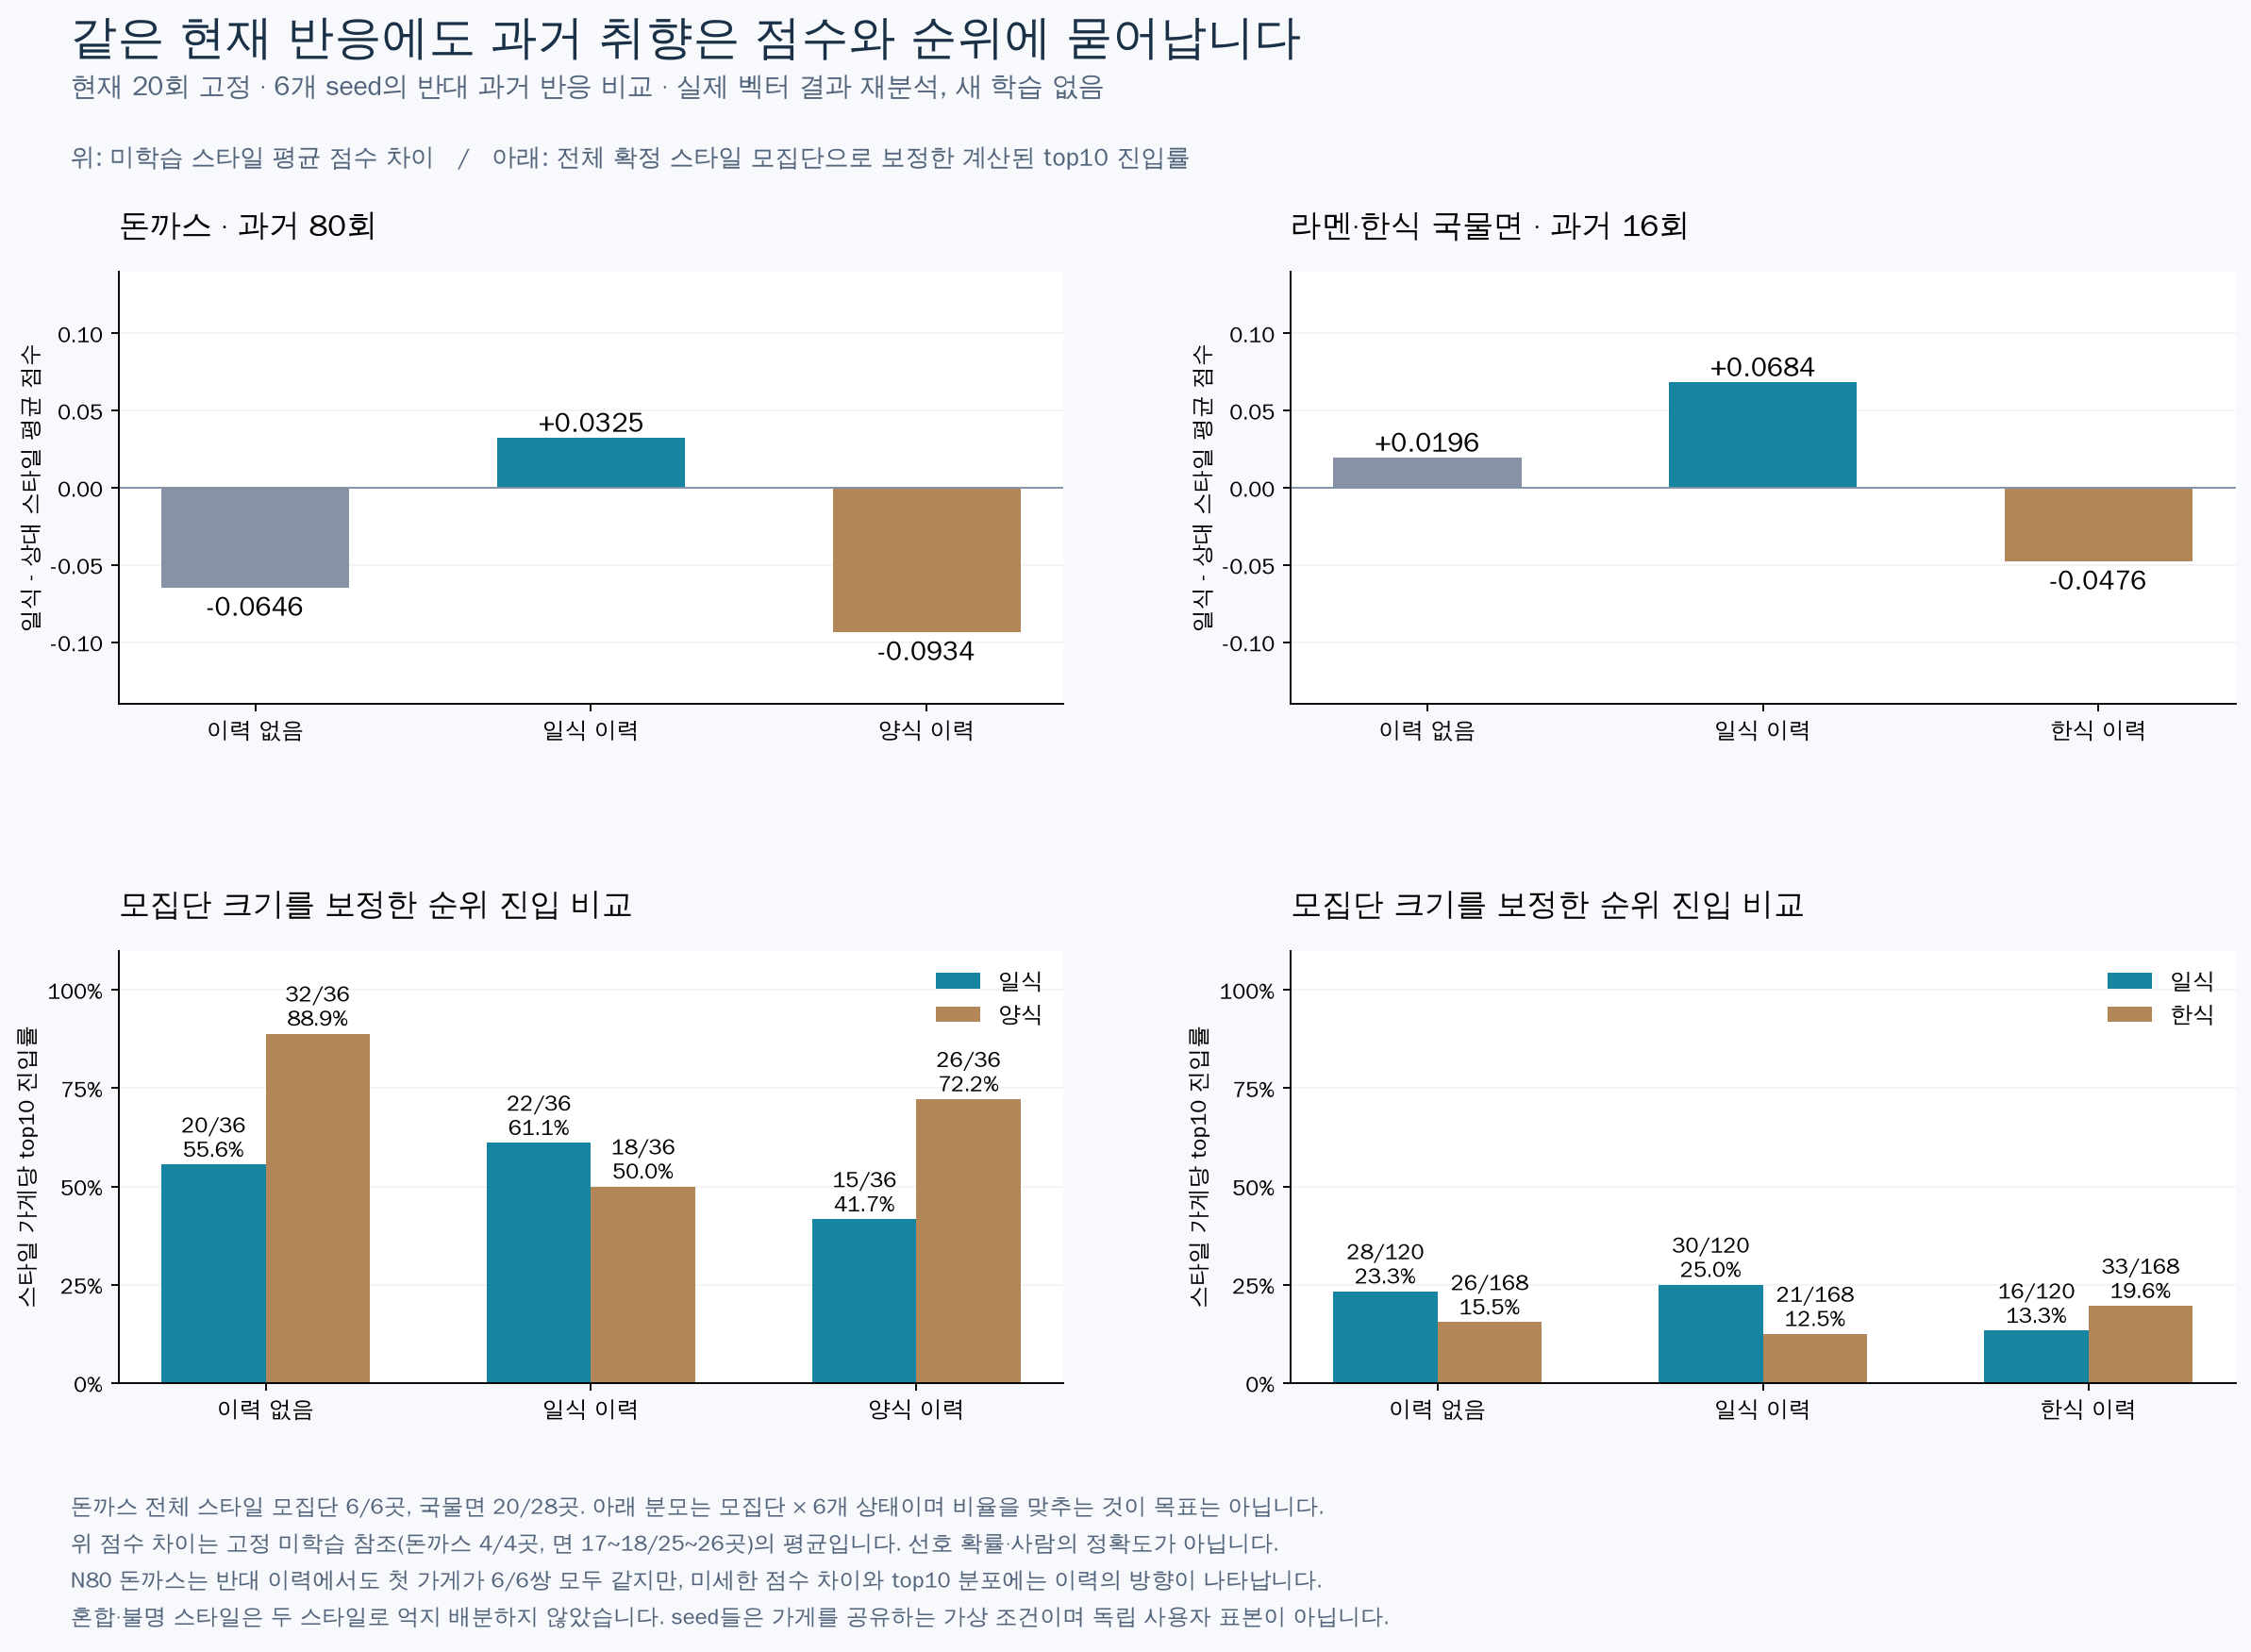 같은 현재 반응에도 과거 취향은 점수와 순위에 묻어납니다
현재 20회 고정 · 6개 seed의 반대 과거 반응 비교 · 실제 벡터 결과 재분석, 새 학습 없음
위: 미학습 스타일 평균 점수 차이 / 아래: 전체 확정 스타일 모집단으로 보정한 계산된 top10 진입률
돈까스 · 과거 80회
일식 - 상대 스타일 평균 점수
0.10
0.05
0.00
-0.05
-0.10
-0.0646
+0.0325
-0.0934
이력 없음
일식 이력
양식 이력
라멘·한식 국물면 · 과거 16회
일식 - 상대 스타일 평균 점수
0.10
0.05
0.00
-0.05
-0.10
+0.0196
+0.0684
-0.0476
이력 없음
일식 이력
한식 이력
모집단 크기를 보정한 순위 진입 비교
스타일 가게당 top10 진입률
100%
75%
50%
25%
0%
일식
양식
20/36
55.6%
32/36
88.9%
22/36
61.1%
18/36
50.0%
15/36
41.7%
26/36
72.2%
이력 없음
일식 이력
양식 이력
모집단 크기를 보정한 순위 진입 비교
스타일 가게당 top10 진입률
100%
75%
50%
25%
0%
일식
한식
28/120
23.3%
26/168
15.5%
30/120
25.0%
21/168
12.5%
16/120
13.3%
33/168
19.6%
이력 없음
일식 이력
한식 이력
돈까스 전체 스타일 모집단 6/6곳, 국물면 20/28곳. 아래 분모는 모집단 × 6개 상태이며 비율을 맞추는 것이 목표는 아닙니다.
위 점수 차이는 고정 미학습 참조(돈까스 4/4곳, 면 17~18/25~26곳)의 평균입니다. 선호 확률·사람의 정확도가 아닙니다.
N80 돈까스는 반대 이력에서도 첫 가게가 6/6쌍 모두 같지만, 미세한 점수 차이와 top10 분포에는 이력의 방향이 나타납니다.
혼합·불명 스타일은 두 스타일로 억지 배분하지 않았습니다. seed들은 가게를 공유하는 가상 조건이며 독립 사용자 표본이 아닙니다.